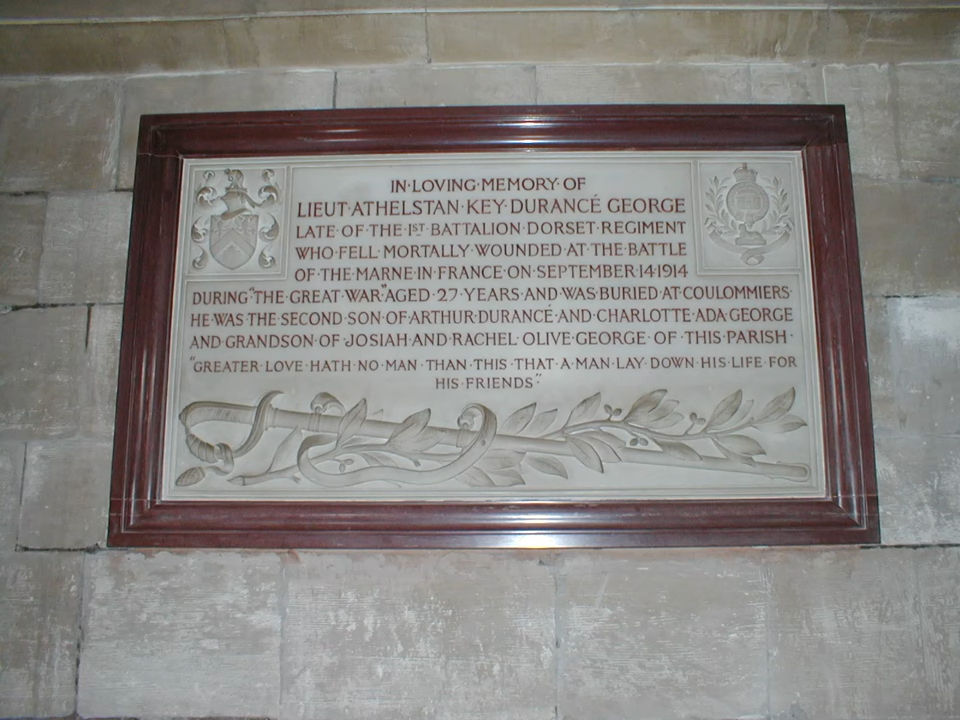 IN·LOVING·MEMORY·OF
LIEUT·ATHELSTAN·KEY·DURANCÉ·GEORGE
LATE·OF·THE·1ST·BATTALION·DORSET·REGIMENT
WHO·FELL·MORTALLY·WOUNDED·AT·THE·BATTLE
OF·THE·MARNE·IN·FRANCE·ON·SEPTEMBER·14·1914
DURING·"THE·GREAT·WAR"AGED·27·YEARS·AND·WAS·BURIED·AT·COULOMMIERS·
HE·WAS·THE·SECOND·SON·OF·ARTHUR·DURANCÉ·AND·CHARLOTTE·ADA·GEORGE
AND·GRANDSON·OF·JOSIAH·AND·RACHEL·OLIVE·GEORGE·OF·THIS·PARISH·
"GREATER·LOVE·HATH·NO·MAN·THAN·THIS·THAT·A·MAN·LAY·DOWN·HIS·LIFE·FOR
HIS·FRIENDS".